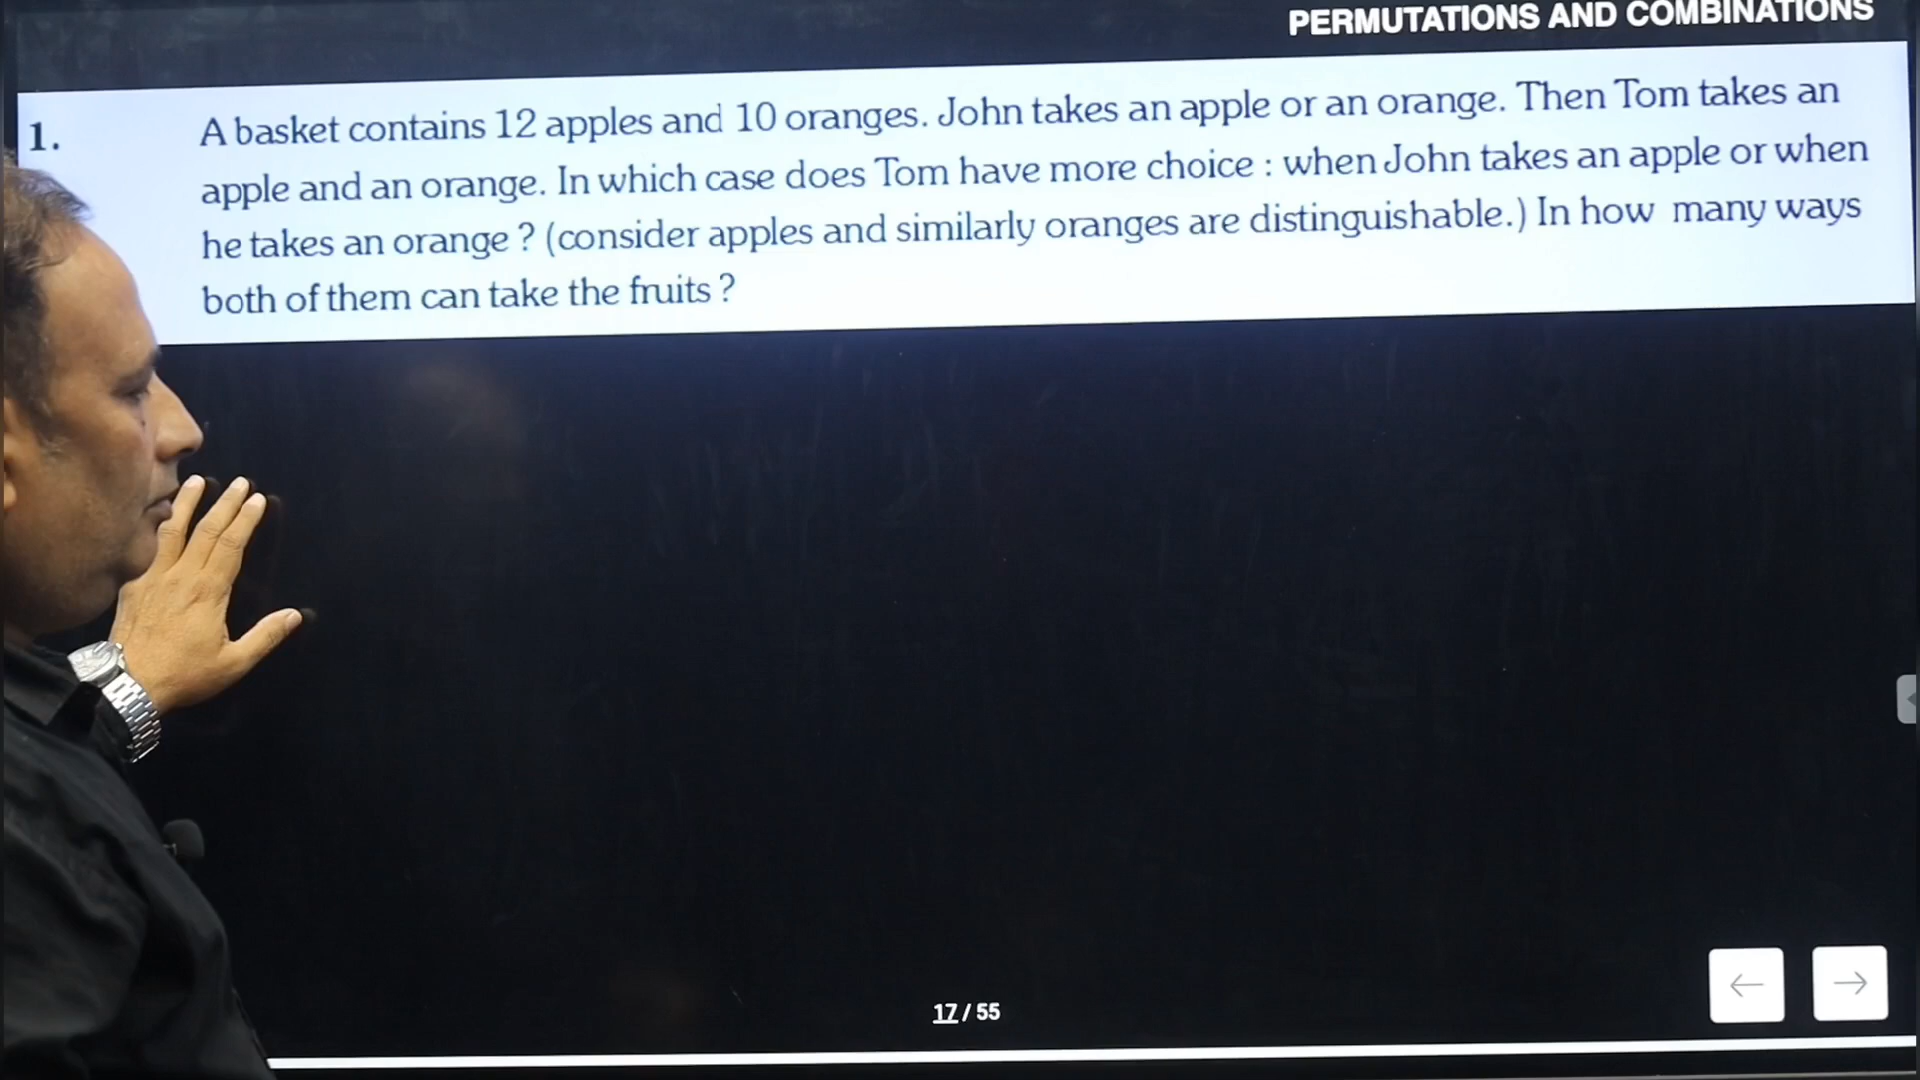 PERMUTATIONS AND COMBINATIONS
1. A basket contains 12 apples and 10 oranges. John takes an apple or an orange. Then Tom takes an
apple and an orange. In which case does Tom have more choice : when John takes an apple or when
he takes an orange ? (consider apples and similarly oranges are distinguishable.) In how many ways
both of them can take the fruits ?
17 / 55